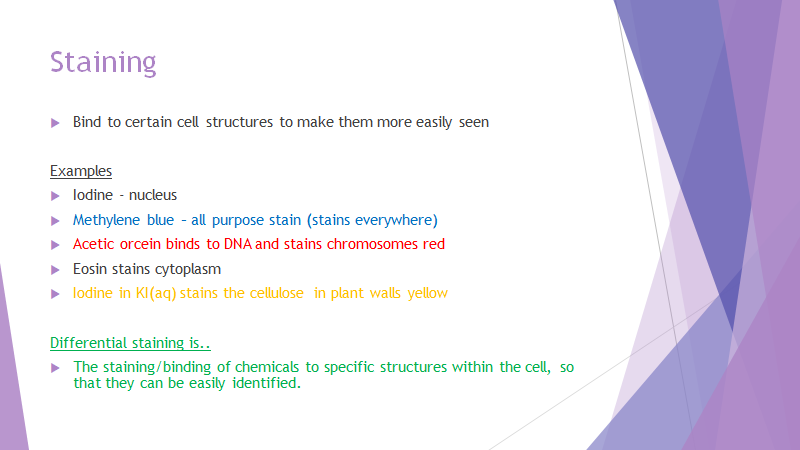 Staining
Bind to certain cell structures to make them more easily seen
Examples
Iodine - nucleus
Methylene blue – all purpose stain (stains everywhere)
Acetic orcein binds to DNA and stains chromosomes red
Eosin stains cytoplasm
Iodine in KI(aq) stains the cellulose in plant walls yellow
Differential staining is..
The staining/binding of chemicals to specific structures within the cell, so
that they can be easily identified.